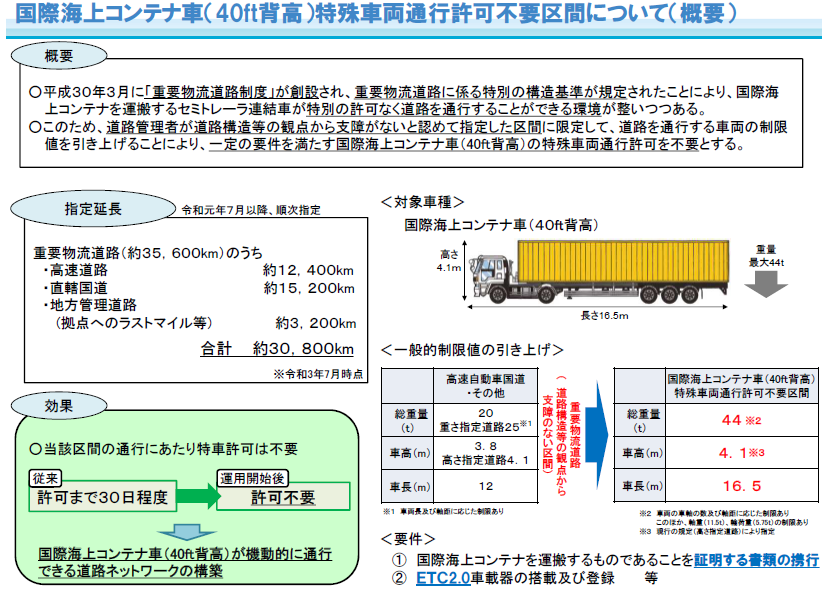 国際海上コンテナ車(40ft背高)特殊車両通行許可不要区間について(概要)
概要
○平成30年3月に「重要物流道路制度」が創設され、重要物流道路に係る特別の構造基準が規定されたことにより、国際海
上コンテナを運搬するセミトレーラ連結車が特別の許可なく道路を通行することができる環境が整いつつある。
○このため、道路管理者が道路構造等の観点から支障がないと認めて指定した区間に限定して、道路を通行する車両の制限
値を引き上げることにより、一定の要件を満たす国際海上コンテナ車(40ft背高)の特殊車両通行許可を不要とする。
指定延長
令和元年7月以降、順次指定
重要物流道路(約35,600km)のうち
・高速道路 約12,400km
・直轄国道 約15,200km
・地方管理道路
(拠点へのラストマイル等) 約3,200km
合計 約30,800km
※令和3年7月時点
効果
○当該区間の通行にあたり特車許可は不要
従来
許可まで30日程度
運用開始後
許可不要
国際海上コンテナ車(40ft背高)が機動的に通行
できる道路ネットワークの構築
<対象車種>
国際海上コンテナ車(40ft背高)
高さ
4.1m
重量
最大44t
長さ16.5m
<一般的制限値の引き上げ>
高速自動車国道
・その他
総重量
(t)
20
重さ指定道路25※1
車高(m)
3.8
高さ指定道路4.1
車長(m)
12
※1 車両長及び軸距に応じた制限あり
重要物流道路
(道路構造等の観点から
支障のない区間)
国際海上コンテナ車(40ft背高)
特殊車両通行許可不要区間
総重量
(t)
44※2
車高(m)
4.1※3
車長(m)
16.5
※2 車両の車軸の数及び軸距に応じた制限あり
このほか、軸重(11.5t)、輪荷重(5.75t)の制限あり
※3 現行の規定(高さ指定道路)により指定
<要件>
① 国際海上コンテナを運搬するものであることを証明する書類の携行
② ETC2.0車載器の搭載及び登録 等